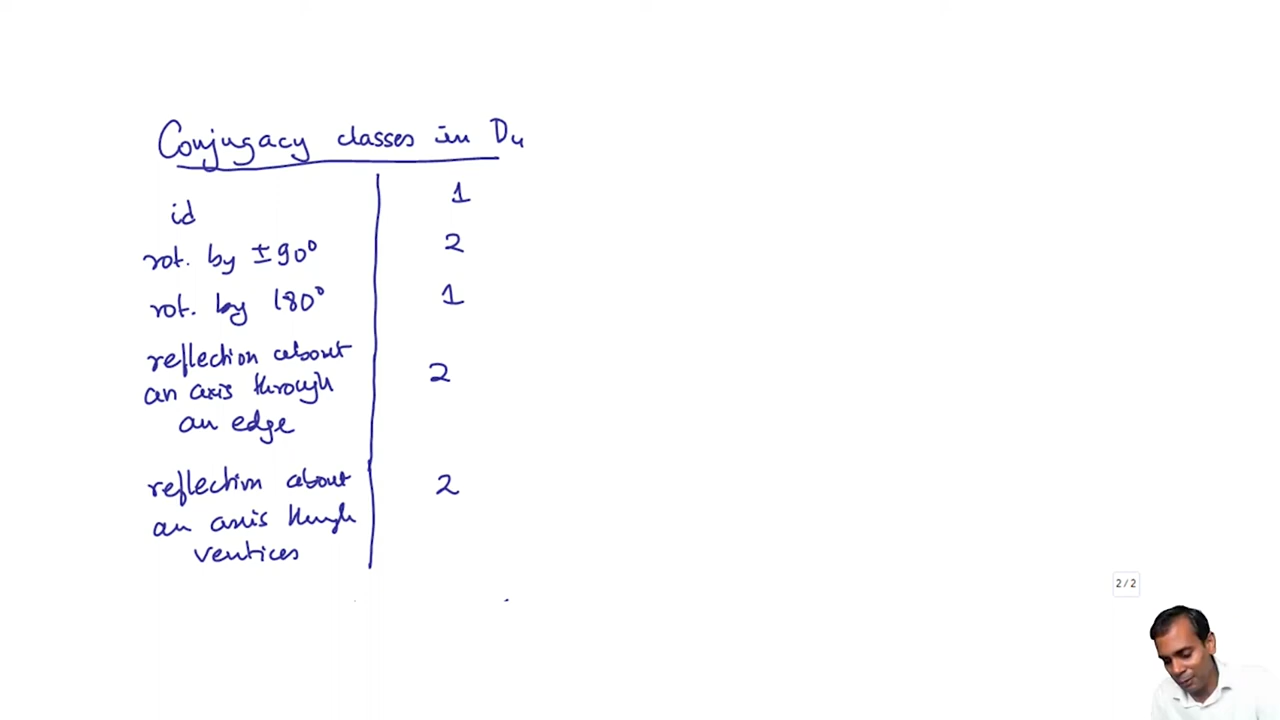 Conjugacy classes in D4
id 1
rot. by ±90° 2
rot. by 180° 1
reflection about
an axis through 2
an edge
reflection about 2
an axis through
vertices
2 / 2